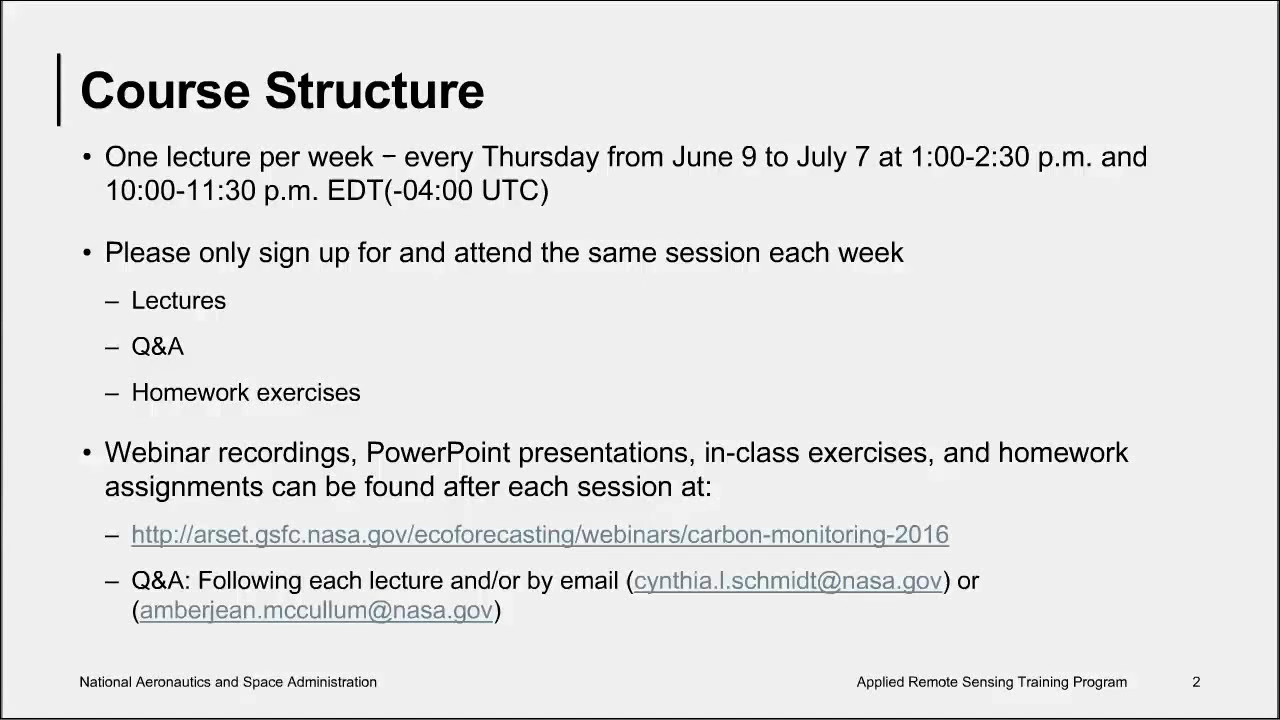 Course Structure
• One lecture per week − every Thursday from June 9 to July 7 at 1:00-2:30 p.m. and
10:00-11:30 p.m. EDT(-04:00 UTC)
• Please only sign up for and attend the same session each week
– Lectures
– Q&A
– Homework exercises
• Webinar recordings, PowerPoint presentations, in-class exercises, and homework
assignments can be found after each session at:
– http://arset.gsfc.nasa.gov/ecoforecasting/webinars/carbon-monitoring-2016
– Q&A: Following each lecture and/or by email (cynthia.l.schmidt@nasa.gov) or
(amberjean.mccullum@nasa.gov)
National Aeronautics and Space Administration
Applied Remote Sensing Training Program
2